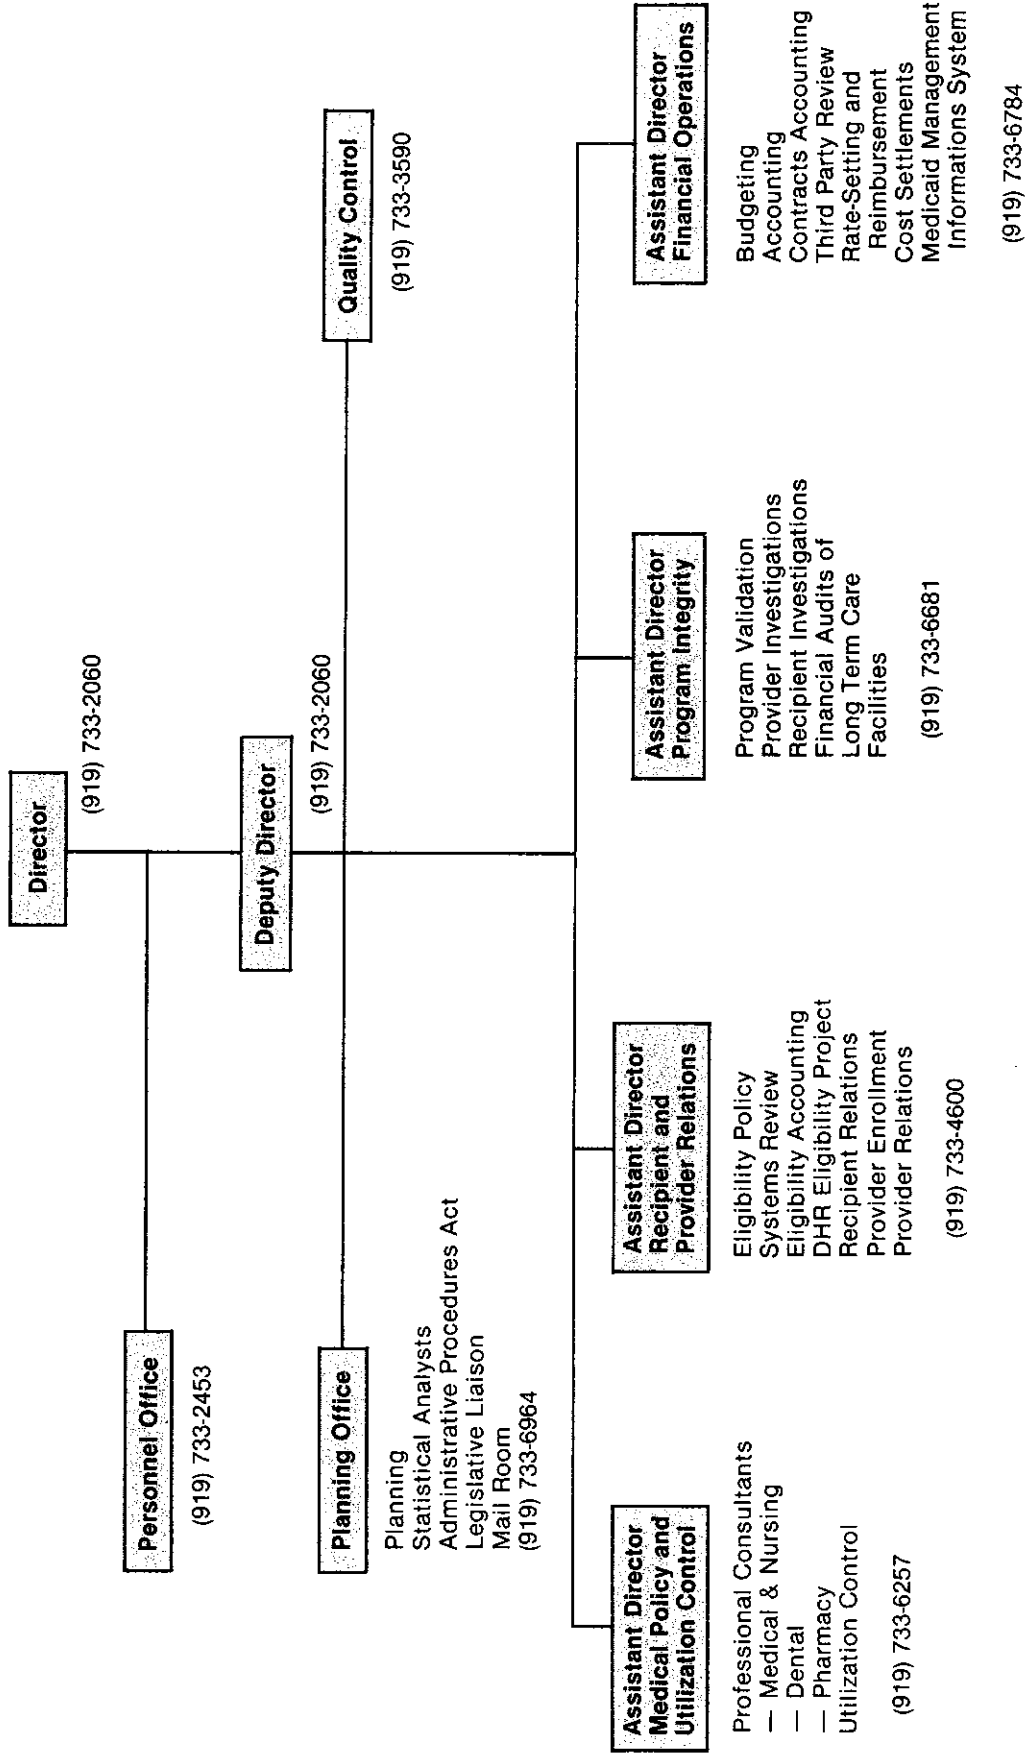 Director
(919) 733-2060
Personnel Office
(919) 733-2453
Deputy Director
(919) 733-2060
Planning Office
Planning
Statistical Analysts
Administrative Procedures Act
Legislative Liaison
Mail Room
(919) 733-6964
Quality Control
(919) 733-3590
Assistant Director
Medical Policy and
Utilization Control
Professional Consultants
— Medical & Nursing
— Dental
— Pharmacy
Utilization Control
(919) 733-6257
Assistant Director
Recipient and
Provider Relations
Eligibility Policy
Systems Review
Eligibility Accounting
DHR Eligibility Project
Recipient Relations
Provider Enrollment
Provider Relations
(919) 733-4600
Assistant Director
Program Integrity
Program Validation
Provider Investigations
Recipient Investigations
Financial Audits of
Long Term Care
Facilities
(919) 733-6681
Assistant Director
Financial Operations
Budgeting
Accounting
Contracts Accounting
Third Party Review
Rate-Setting and
Reimbursement
Cost Settlements
Medicaid Management
Informations System
(919) 733-6784